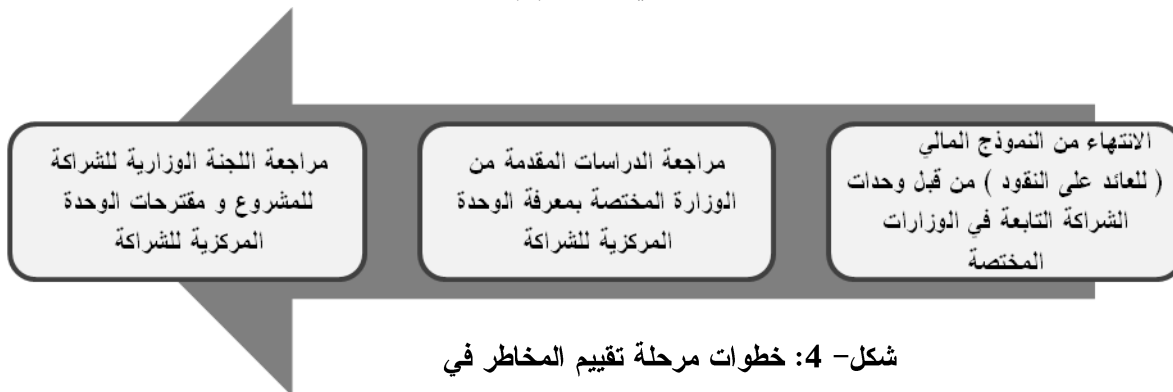 الانتهاء من النموذج المالي
( للعائد على النقود ) من قبل وحدات
الشراكة التابعة في الوزارات
المختصة
مراجعة الدراسات المقدمة من
الوزارة المختصة بمعرفة الوحدة
المركزية للشراكة
مراجعة اللجنة الوزارية للشراكة
للمشروع و مقترحات الوحدة
المركزية للشراكة
شكل- 4: خطوات مرحلة تقييم المخاطر في